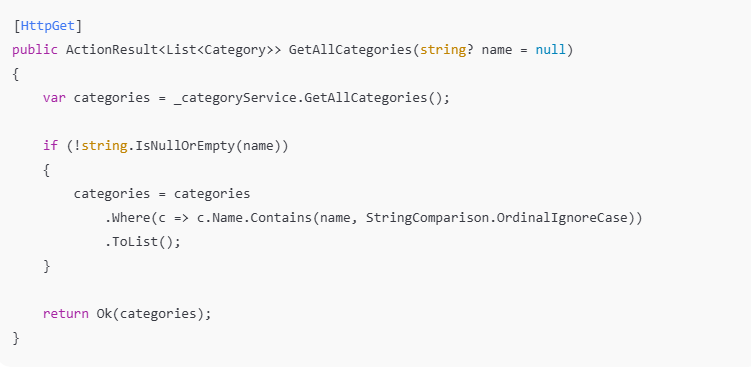 [HttpGet]
public ActionResult<List<Category>> GetAllCategories(string? name = null)
{
    var categories = _categoryService.GetAllCategories();

    if (!string.IsNullOrEmpty(name))
    {
        categories = categories
            .Where(c => c.Name.Contains(name, StringComparison.OrdinalIgnoreCase))
            .ToList();
    }

    return Ok(categories);
}